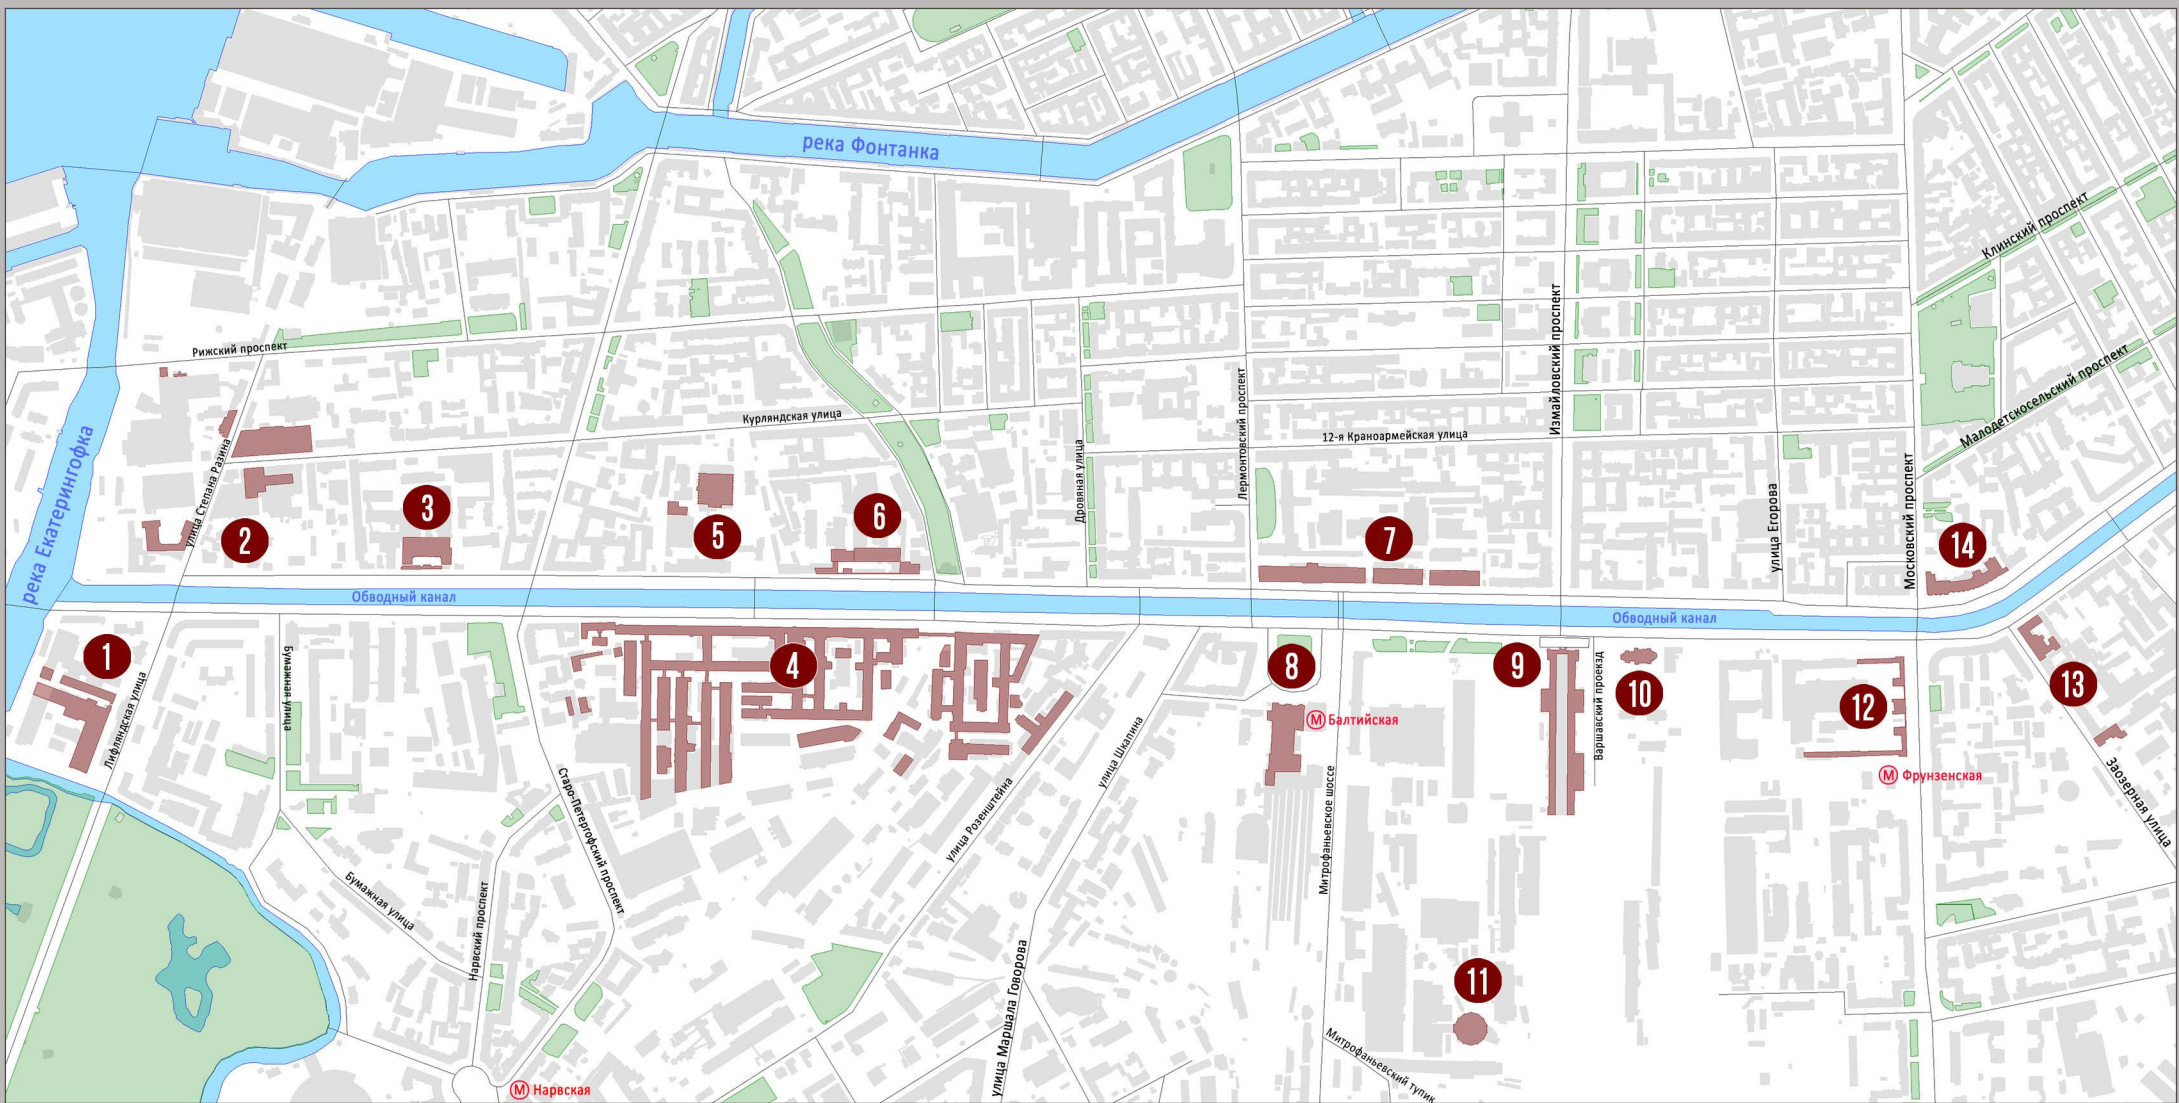 река Фонтанка
Клинский проспект
Рижский проспект
Измайловский проспект
Малодетскосельский проспект
Курляндская улица
Лермонтовский проспект
12-я Краноармейская улица
река Екатерингофка
улица Степана Разина
Дровяная улица
Московский проспект
улица Егорова
3
6
2
5
7
14
Обводный канал
Обводный канал
1
4
8
9
10
12
13
Лифляндская улица
Бумажная улица
Варшавский проекзд
М Балтийская
улица Шкапина
М Фрунзенская
Старо-Петергофский проспект
улица Розенштейна
Митрофаньевское шоссе
Заозерная улица
Бумажная улица
Нарвский проспект
11
улица Маршала Говорова
Митрофаньевский тупик
М Нарвская